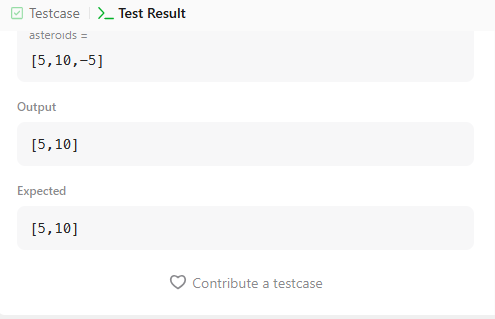 Testcase
Test Result
asteroids =
[5,10,-5]
Output
[5,10]
Expected
[5,10]
Contribute a testcase